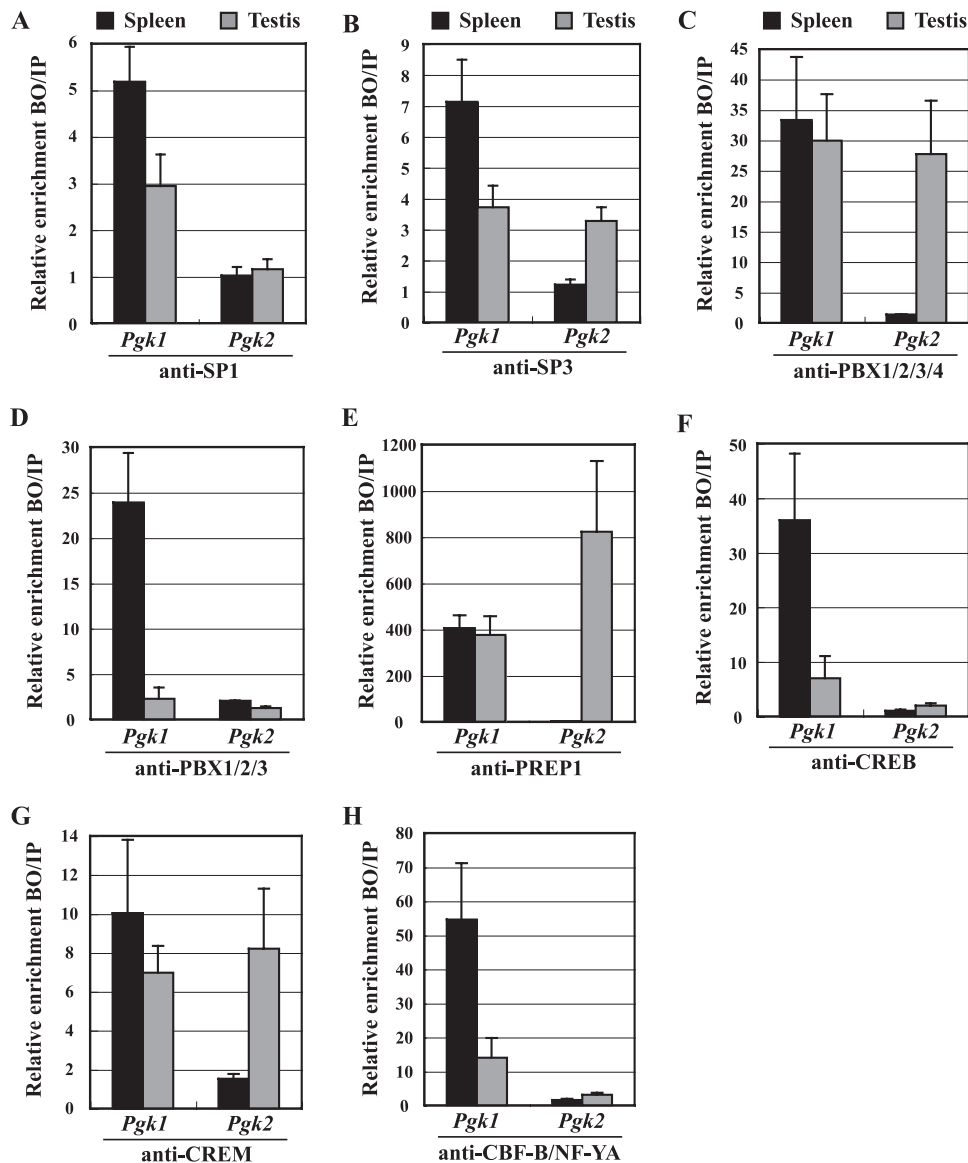 A
Spleen Testis
Relative enrichment BO/IP
6
5
4
3
2
1
0
Pgk1 Pgk2
anti-SP1
B
Spleen Testis
Relative enrichment BO/IP
9
8
7
6
5
4
3
2
1
0
Pgk1 Pgk2
anti-SP3
C
Spleen Testis
Relative enrichment BO/IP
45
40
35
30
25
20
15
10
5
0
Pgk1 Pgk2
anti-PBX1/2/3/4
D
Relative enrichment BO/IP
30
25
20
15
10
5
0
Pgk1 Pgk2
anti-PBX1/2/3
E
Relative enrichment BO/IP
1200
1000
800
600
400
200
0
Pgk1 Pgk2
anti-PREP1
F
Relative enrichment BO/IP
50
40
30
20
10
0
Pgk1 Pgk2
anti-CREB
G
Relative enrichment BO/IP
14
12
10
8
6
4
2
0
Pgk1 Pgk2
anti-CREM
H
Relative enrichment BO/IP
80
70
60
50
40
30
20
10
0
Pgk1 Pgk2
anti-CBF-B/NF-YA